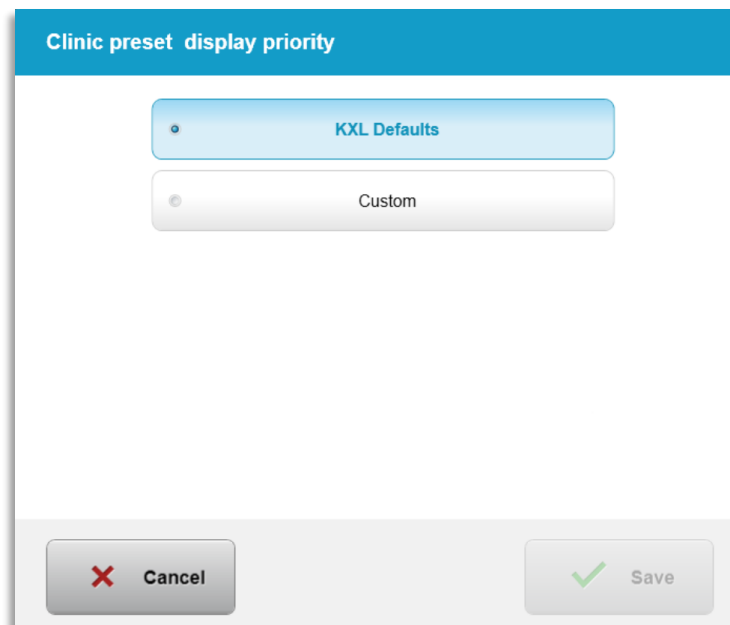 Clinic preset  display priority
KXL Defaults
Custom
Cancel
Save